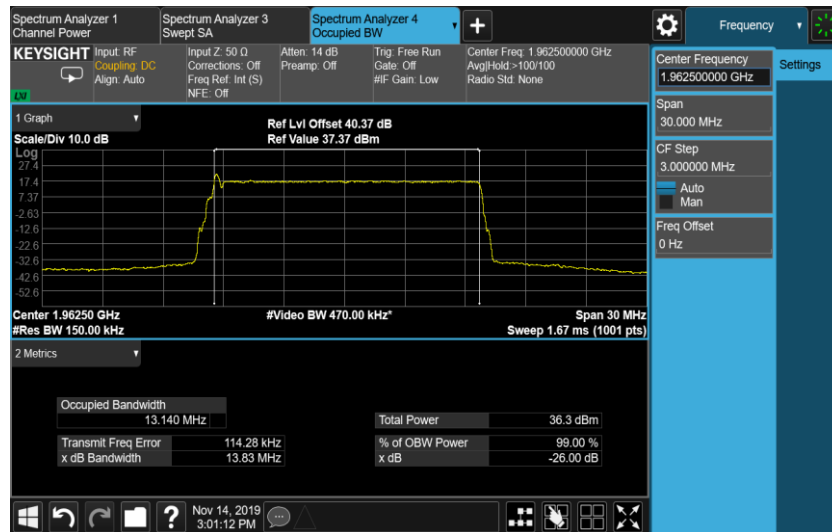 Spectrum Analyzer 1
Channel Power
Spectrum Analyzer 3
Swept SA
Spectrum Analyzer 4
Occupied BW
Frequency
KEYSIGHT
Input: RF
Coupling: DC
Align: Auto
Input Z: 50 Ω
Corrections: Off
Freq Ref: Int (S)
NFE: Off
Atten: 14 dB
Preamp: Off
Trig: Free Run
Gate: Off
#IF Gain: Low
Center Freq: 1.962500000 GHz
Avg|Hold:>100/100
Radio Std: None
LXI
Center Frequency
1.962500000 GHz
Settings
Span
30.000 MHz
CF Step
3.000000 MHz
Auto
Man
Freq Offset
0 Hz
1 Graph
Scale/Div 10.0 dB
Ref Lvl Offset 40.37 dB
Ref Value 37.37 dBm
Log
27.4
17.4
7.37
-2.63
-12.6
-22.6
-32.6
-42.6
-52.6
Center 1.96250 GHz
#Video BW 470.00 kHz*
Span 30 MHz
#Res BW 150.00 kHz
Sweep 1.67 ms (1001 pts)
2 Metrics
Occupied Bandwidth
13.140 MHz
Total Power 36.3 dBm
Transmit Freq Error 114.28 kHz
% of OBW Power 99.00 %
x dB Bandwidth 13.83 MHz
x dB -26.00 dB
?
Nov 14, 2019
3:01:12 PM